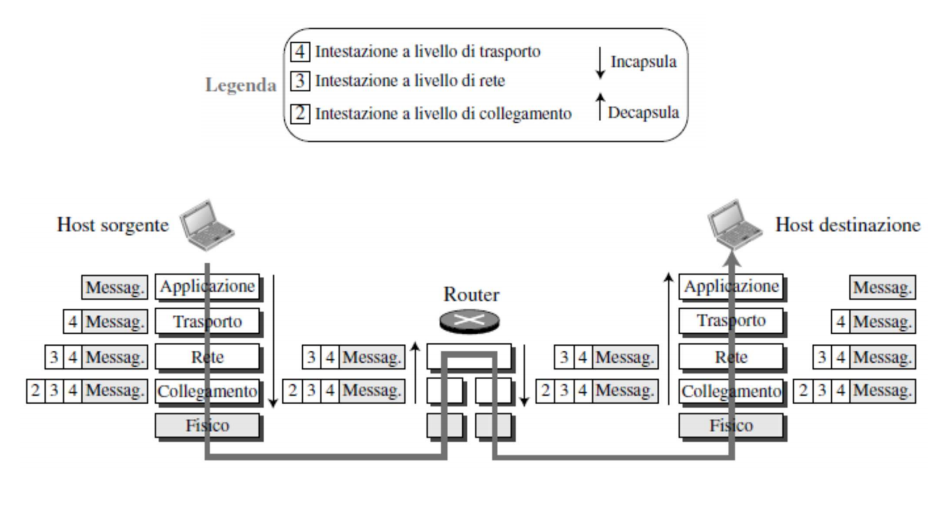 Legenda
4 Intestazione a livello di trasporto
3 Intestazione a livello di rete
2 Intestazione a livello di collegamento
Incapsula
Decapsula
Host sorgente
Host destinazione
Router
Messag. Applicazione
4 Messag. Trasporto
3 4 Messag. Rete
2 3 4 Messag. Collegamento
Fisico
3 4 Messag.
2 3 4 Messag.
3 4 Messag.
2 3 4 Messag.
Applicazione Messag.
Trasporto 4 Messag.
Rete 3 4 Messag.
Collegamento 2 3 4 Messag.
Fisico